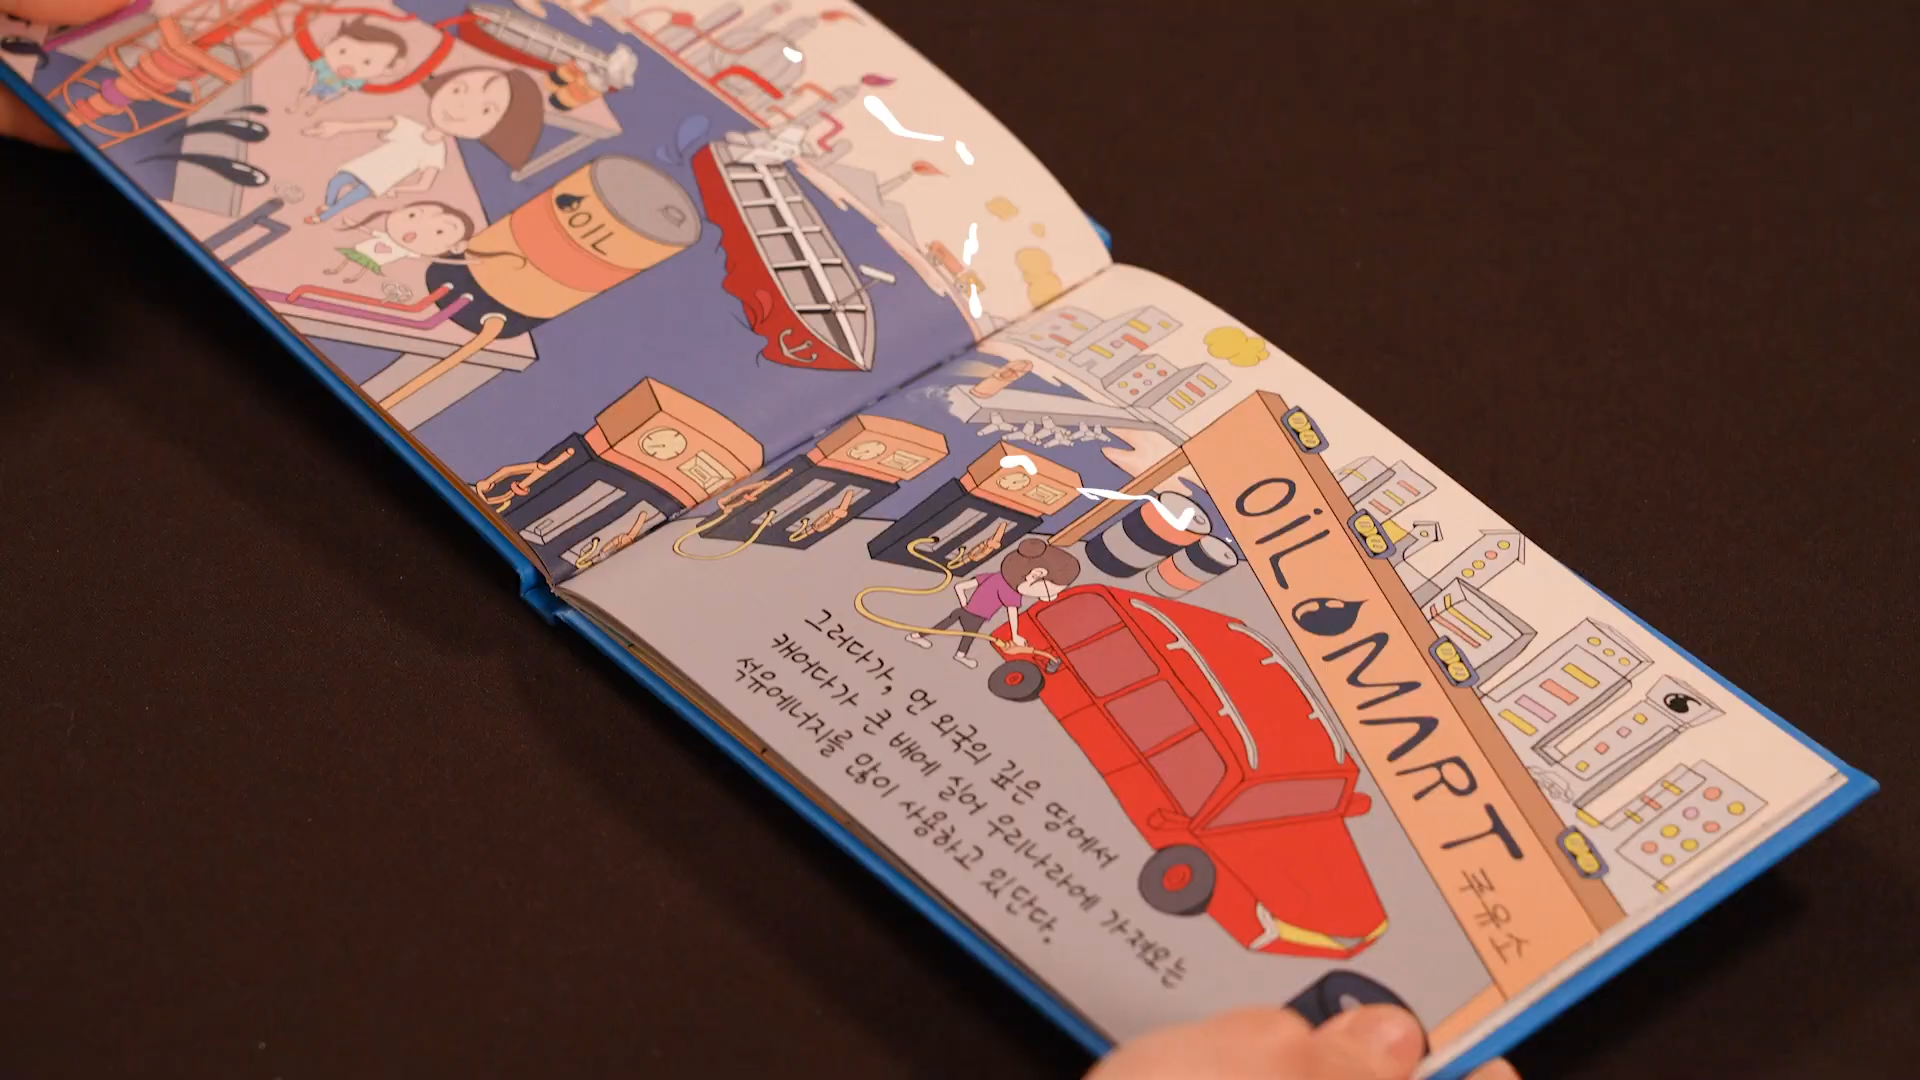 OIL
OIL MART
주유소
그러다가, 먼 외국의 깊은 땅에서
캐어다가 큰 배에 실어 우리나라에 가져오는
석유에너지를 많이 사용하고 있단다.